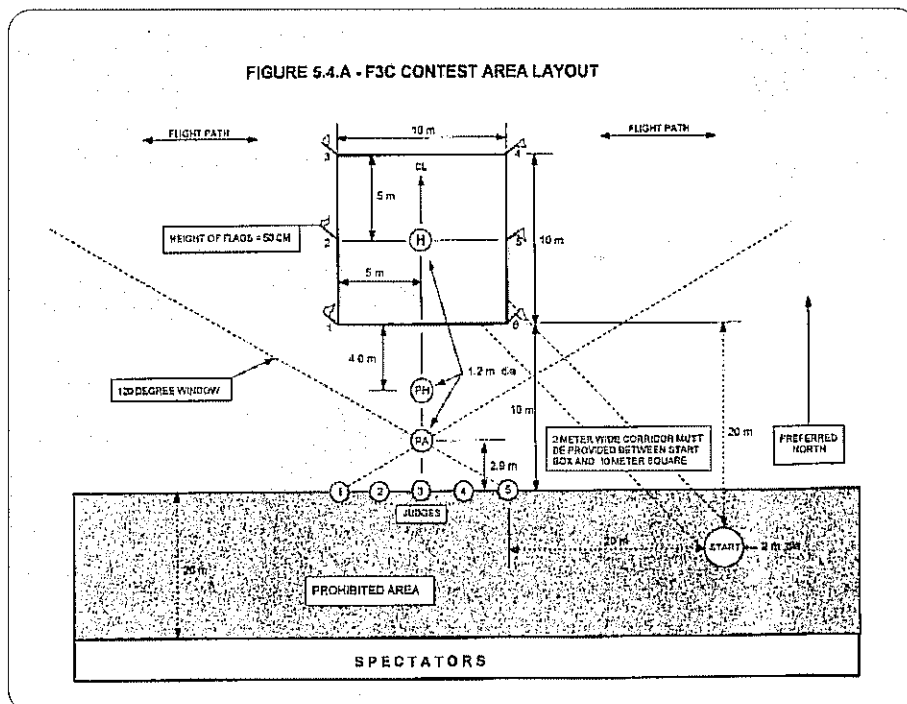 FIGURE 5.4.A - F3C CONTEST AREA LAYOUT
FLIGHT PATH
10 m
FLIGHT PATH
3
4
CL
5 m
HEIGHT OF FLAGS = 50 CM
2
H
5
10 m
5 m
1
6
4.0 m
1.2 m dia
PH
120 DEGREE WINDOW
10 m
20 m
PA
2 METER WIDE CORRIDOR MUST
BE PROVIDED BETWEEN START
BOX AND 10 METER SQUARE
PREFERRED
NORTH
2.9 m
1 2 3 4 5
JUDGES
20 m
START
2 m dia
20 m
PROHIBITED AREA
SPECTATORS